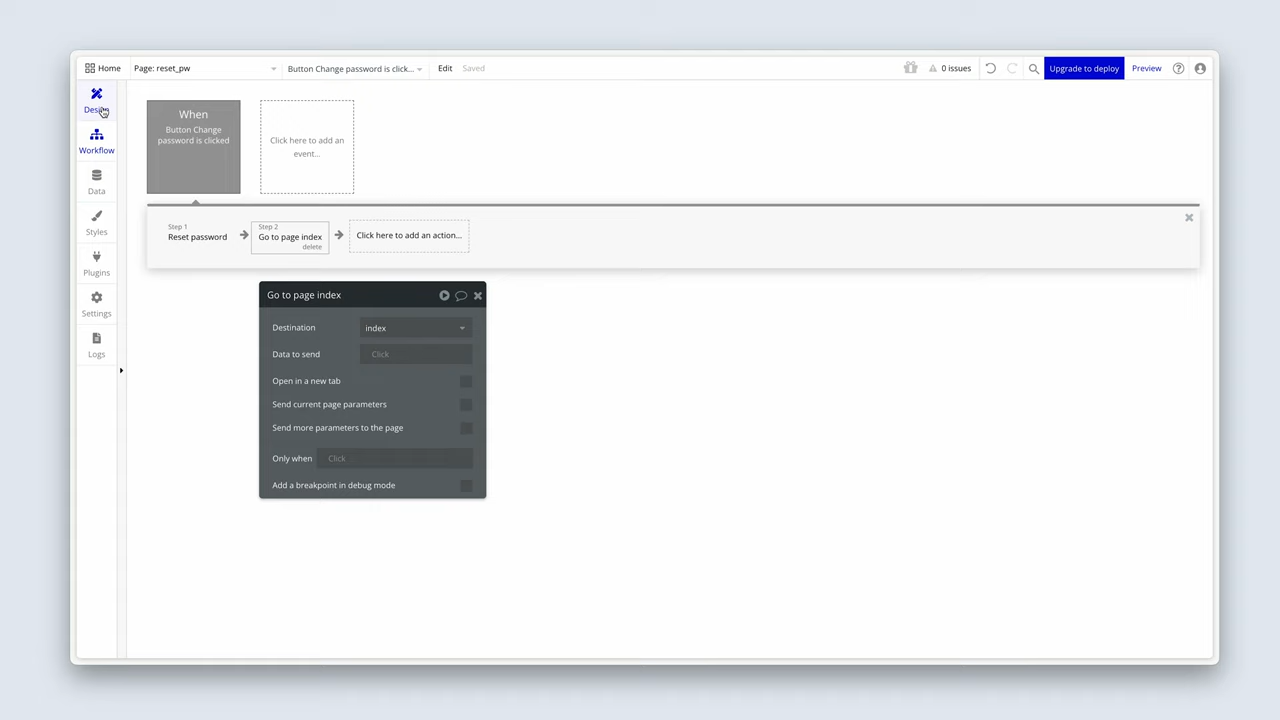 Home
Page: reset_pw
Button Change password is click...
Edit
Saved
0 issues
Upgrade to deploy
Preview
Design
Workflow
Data
Styles
Plugins
Settings
Logs
When
Button Change
password is clicked
Click here to add an
event...
Step 1
Reset password
Step 2
Go to page index
delete
Click here to add an action...
Go to page index
Destination
index
Data to send
Click
Open in a new tab
Send current page parameters
Send more parameters to the page
Only when
Click
Add a breakpoint in debug mode